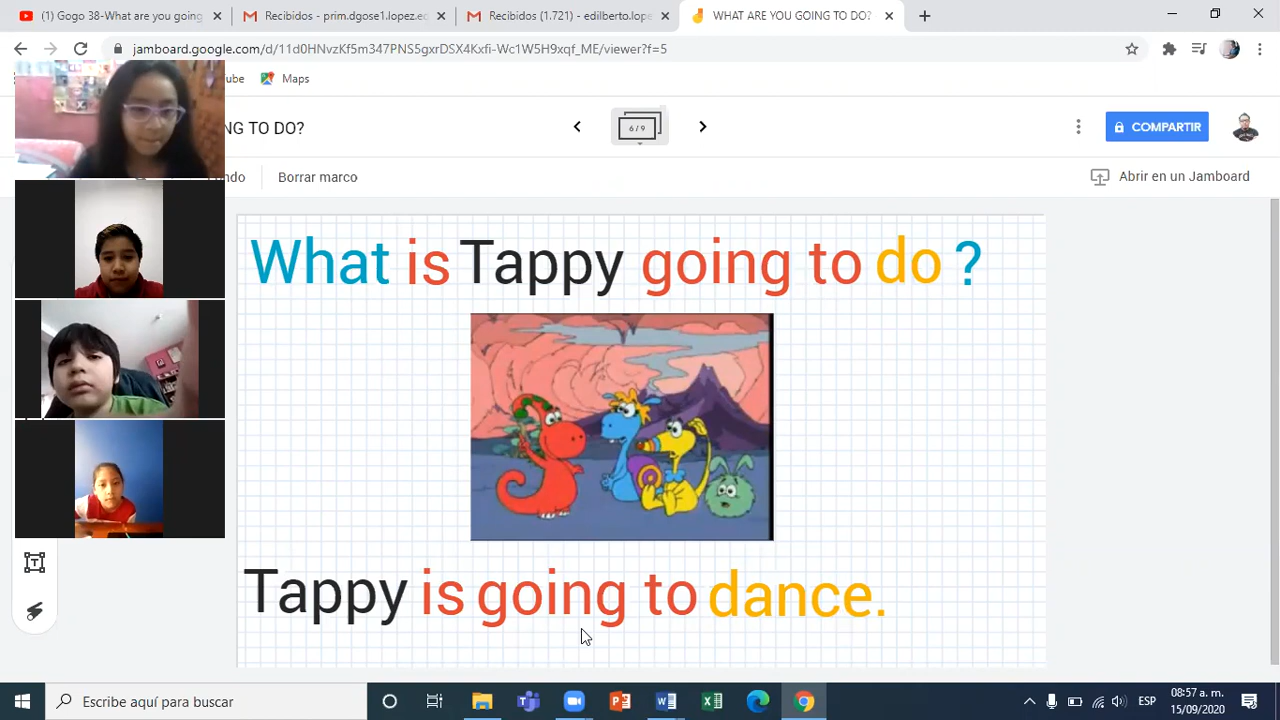 Gogo 38-What are you going
Recibidos - prim.dgose1.lopez.ed
Recibidos (1.721) - edilberto.lope
WHAT ARE YOU GOING TO DO? -
jamboard.google.com/d/11d0HNvzKf5m347PNS5gxrDSX4Kxfi-Wc1W5H9xqf_ME/viewer?f=5
Tube
Maps
NG TO DO?
6 / 9
COMPARTIR
Borrar marco
Abrir en un Jamboard
What is Tappy going to do ?
Tappy is going to dance.
Escribe aquí para buscar
ESP
08:57 a. m.
15/09/2020